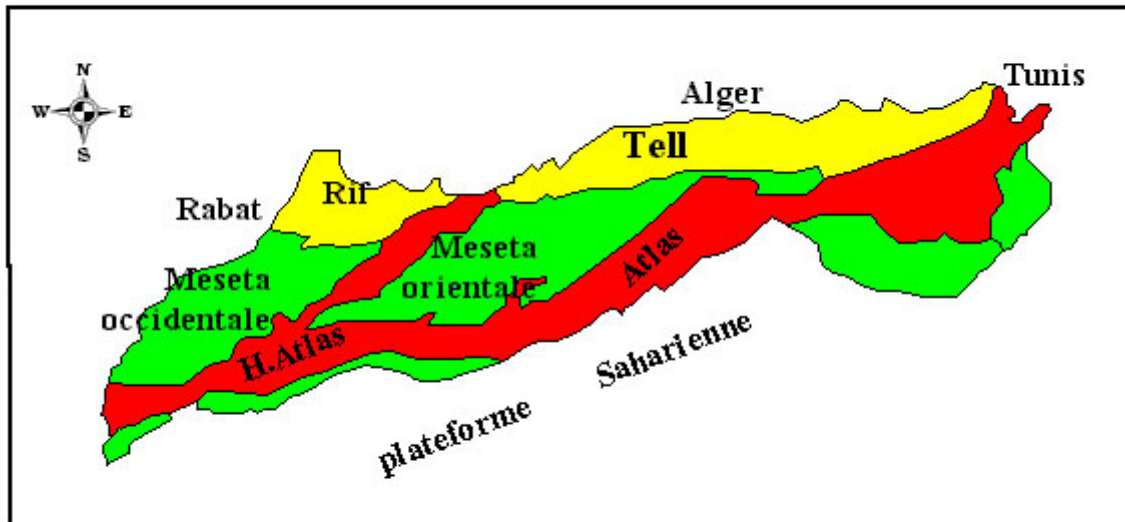 Tunis
N
Alger
W E
S
Tell
Rif
Rabat
Meseta
orientale
Atlas
Meseta
occidentale
H.Atlas
Saharienne
plateforme